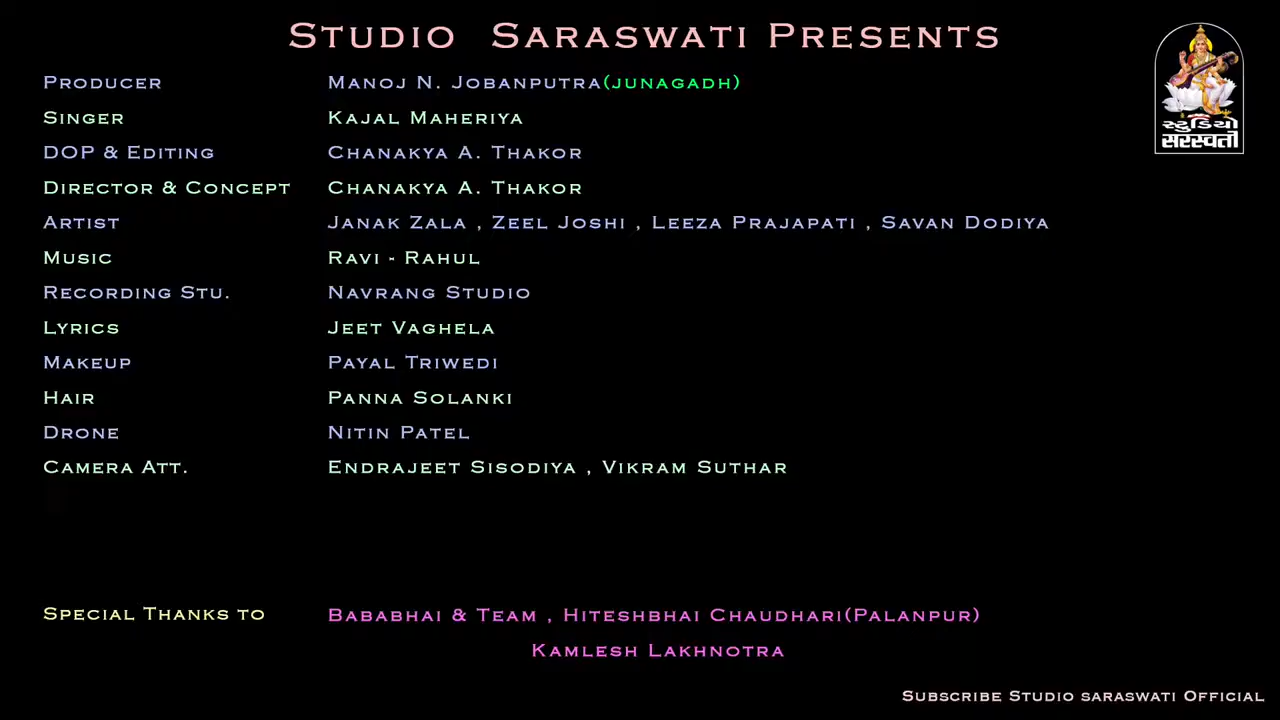 Studio Saraswati Presents
સ્ટુડિયો
સરસ્વતી
Producer Manoj N. Jobanputra(junagadh)
Singer Kajal Maheriya
DOP & Editing Chanakya A. Thakor
Director & Concept Chanakya A. Thakor
Artist Janak Zala , Zeel Joshi , Leeza Prajapati , Savan Dodiya
Music Ravi - Rahul
Recording Stu. Navrang Studio
Lyrics Jeet Vaghela
Makeup Payal Triwedi
Hair Panna Solanki
Drone Nitin Patel
Camera Att. Endrajeet Sisodiya , Vikram Suthar
Special Thanks to Bababhai & Team , Hiteshbhai Chaudhari(Palanpur)
Kamlesh Lakhnotra
Subscribe Studio saraswati Official